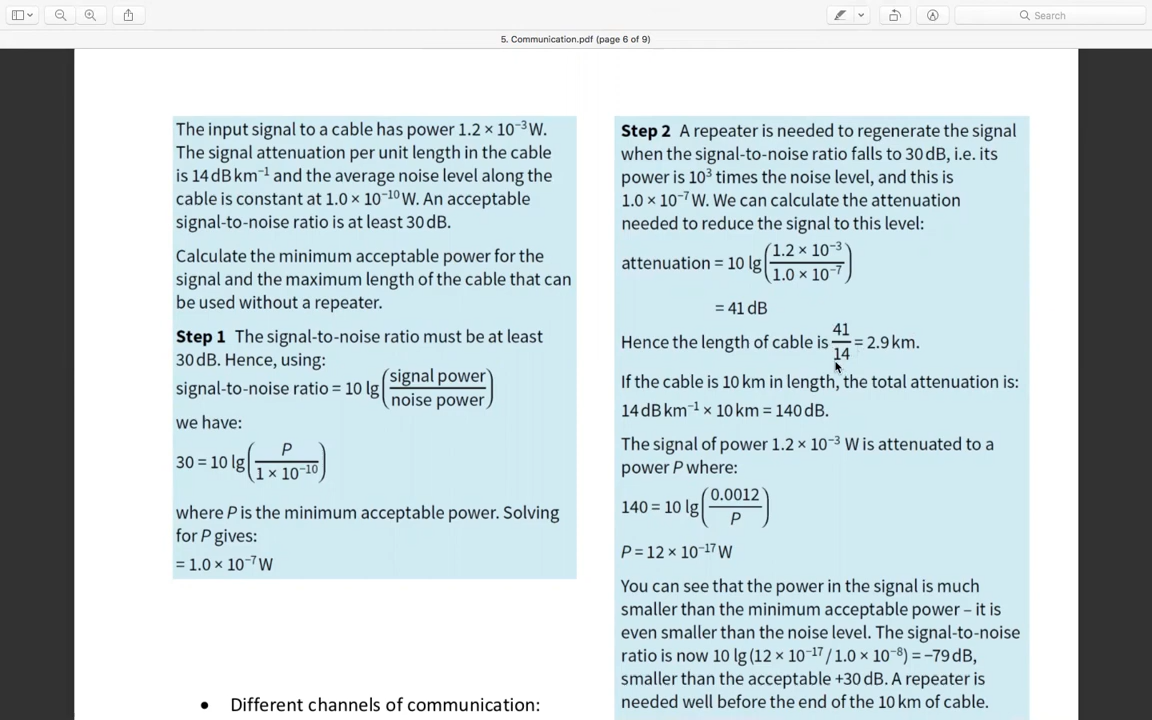 Search
5. Communication.pdf (page 6 of 9)
The input signal to a cable has power 1.2 × 10⁻³ W.
The signal attenuation per unit length in the cable
is 14 dB km⁻¹ and the average noise level along the
cable is constant at 1.0 × 10⁻¹⁰ W. An acceptable
signal-to-noise ratio is at least 30 dB.
Calculate the minimum acceptable power for the
signal and the maximum length of the cable that can
be used without a repeater.
Step 1 The signal-to-noise ratio must be at least
30 dB. Hence, using:
signal-to-noise ratio = 10 lg(signal power / noise power)
we have:
30 = 10 lg(P / 1 × 10⁻¹⁰)
where P is the minimum acceptable power. Solving
for P gives:
= 1.0 × 10⁻⁷ W
• Different channels of communication:
Step 2 A repeater is needed to regenerate the signal
when the signal-to-noise ratio falls to 30 dB, i.e. its
power is 10³ times the noise level, and this is
1.0 × 10⁻⁷ W. We can calculate the attenuation
needed to reduce the signal to this level:
attenuation = 10 lg(1.2 × 10⁻³ / 1.0 × 10⁻⁷)
= 41 dB
Hence the length of cable is 41/14 = 2.9 km.
If the cable is 10 km in length, the total attenuation is:
14 dB km⁻¹ × 10 km = 140 dB.
The signal of power 1.2 × 10⁻³ W is attenuated to a
power P where:
140 = 10 lg(0.0012 / P)
P = 12 × 10⁻¹⁷ W
You can see that the power in the signal is much
smaller than the minimum acceptable power – it is
even smaller than the noise level. The signal-to-noise
ratio is now 10 lg (12 × 10⁻¹⁷ / 1.0 × 10⁻⁸) = –79 dB,
smaller than the acceptable +30 dB. A repeater is
needed well before the end of the 10 km of cable.